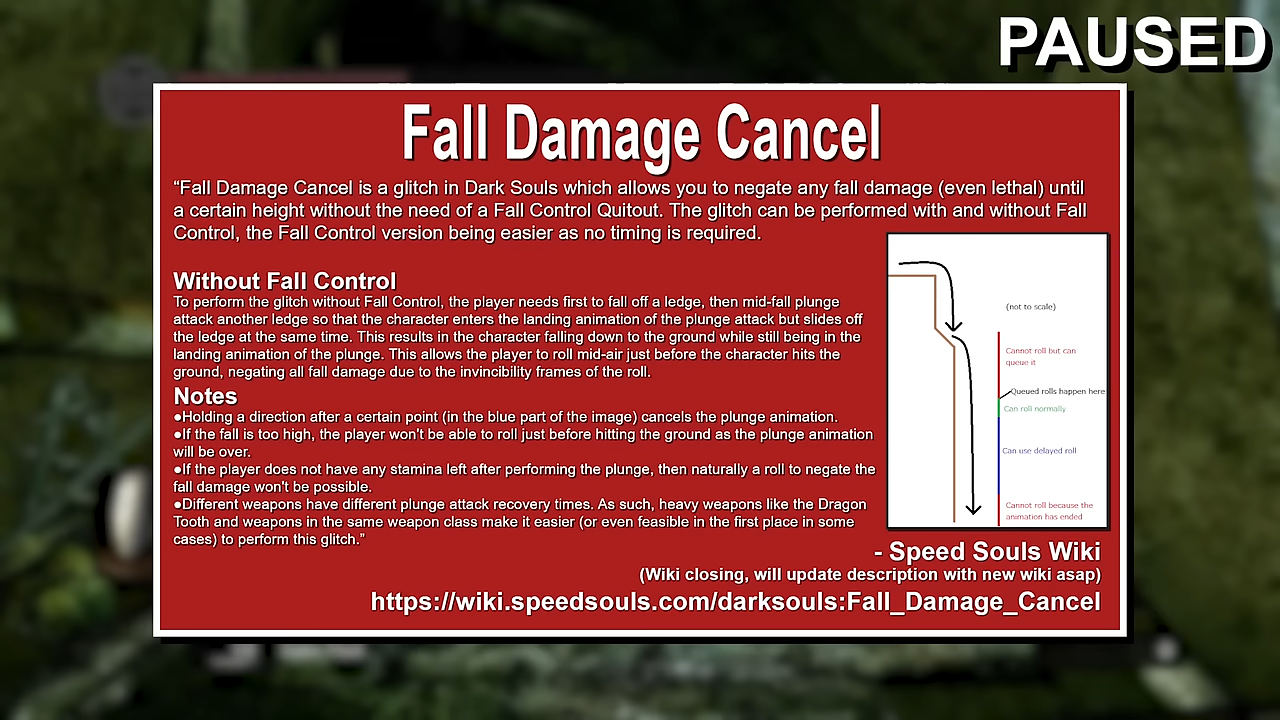 PAUSED
Fall Damage Cancel
“Fall Damage Cancel is a glitch in Dark Souls which allows you to negate any fall damage (even lethal) until
a certain height without the need of a Fall Control Quitout. The glitch can be performed with and without Fall
Control, the Fall Control version being easier as no timing is required.
Without Fall Control
To perform the glitch without Fall Control, the player needs first to fall off a ledge, then mid-fall plunge
attack another ledge so that the character enters the landing animation of the plunge attack but slides off
the ledge at the same time. This results in the character falling down to the ground while still being in the
landing animation of the plunge. This allows the player to roll mid-air just before the character hits the
ground, negating all fall damage due to the invincibility frames of the roll.
Notes
●Holding a direction after a certain point (in the blue part of the image) cancels the plunge animation.
●If the fall is too high, the player won't be able to roll just before hitting the ground as the plunge animation
will be over.
●If the player does not have any stamina left after performing the plunge, then naturally a roll to negate the
fall damage won't be possible.
●Different weapons have different plunge attack recovery times. As such, heavy weapons like the Dragon
Tooth and weapons in the same weapon class make it easier (or even feasible in the first place in some
cases) to perform this glitch.”
(not to scale)
Cannot roll but can
queue it
Queued rolls happen here
Can roll normally
Can use delayed roll
Cannot roll because the
animation has ended
- Speed Souls Wiki
(Wiki closing, will update description with new wiki asap)
https://wiki.speedsouls.com/darksouls:Fall_Damage_Cancel